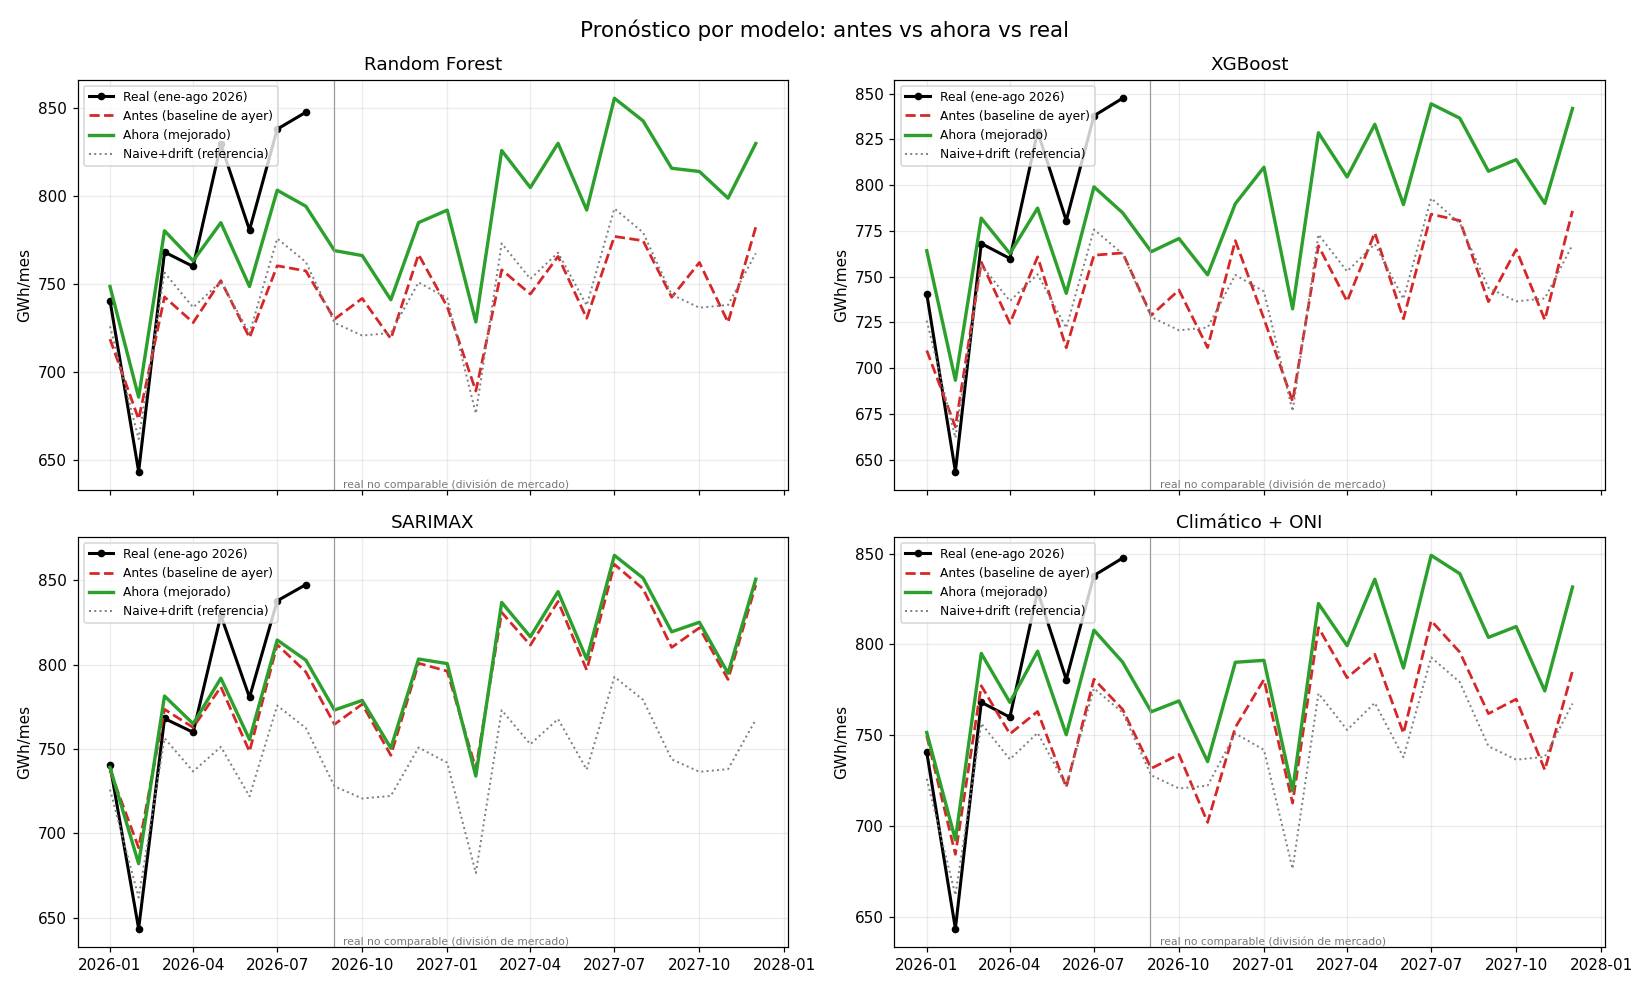 Pronóstico por modelo: antes vs ahora vs real
Random Forest
GWh/mes
850
800
750
700
650
Real (ene-ago 2026)
Antes (baseline de ayer)
Ahora (mejorado)
Naive+drift (referencia)
real no comparable (división de mercado)
XGBoost
GWh/mes
850
825
800
775
750
725
700
675
650
Real (ene-ago 2026)
Antes (baseline de ayer)
Ahora (mejorado)
Naive+drift (referencia)
real no comparable (división de mercado)
SARIMAX
GWh/mes
850
800
750
700
650
Real (ene-ago 2026)
Antes (baseline de ayer)
Ahora (mejorado)
Naive+drift (referencia)
real no comparable (división de mercado)
2026-01 2026-04 2026-07 2026-10 2027-01 2027-04 2027-07 2027-10 2028-01
Climático + ONI
GWh/mes
850
800
750
700
650
Real (ene-ago 2026)
Antes (baseline de ayer)
Ahora (mejorado)
Naive+drift (referencia)
real no comparable (división de mercado)
2026-01 2026-04 2026-07 2026-10 2027-01 2027-04 2027-07 2027-10 2028-01